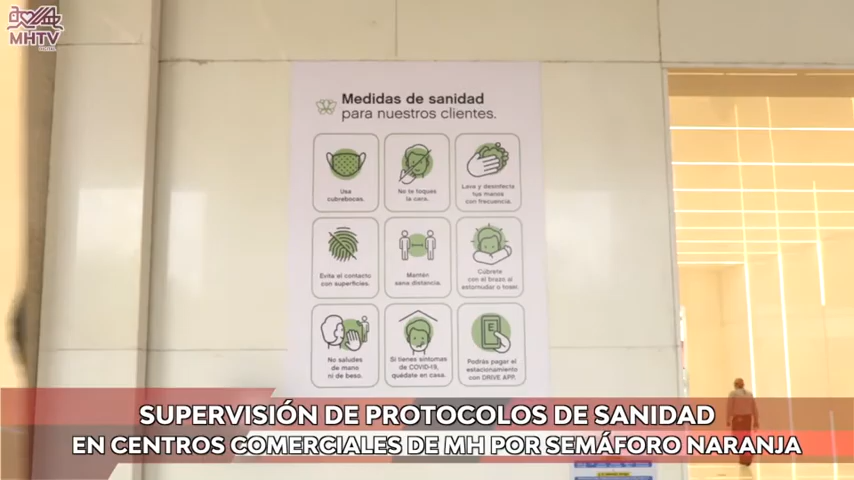 MHTV
DIGITAL
Medidas de sanidad
para nuestros clientes.
Usa
cubrebocas.
No te toques
la cara.
Lava y desinfecta
tus manos
con frecuencia.
Evita el contacto
con superficies.
Mantén
sana distancia.
Cúbrete
con el brazo al
estornudar o toser.
No saludes
de mano
ni de beso.
Si tienes síntomas
de COVID-19,
quédate en casa.
Podrás pagar el
estacionamiento
con DRIVE APP.
SUPERVISIÓN DE PROTOCOLOS DE SANIDAD
EN CENTROS COMERCIALES DE MH POR SEMÁFORO NARANJA